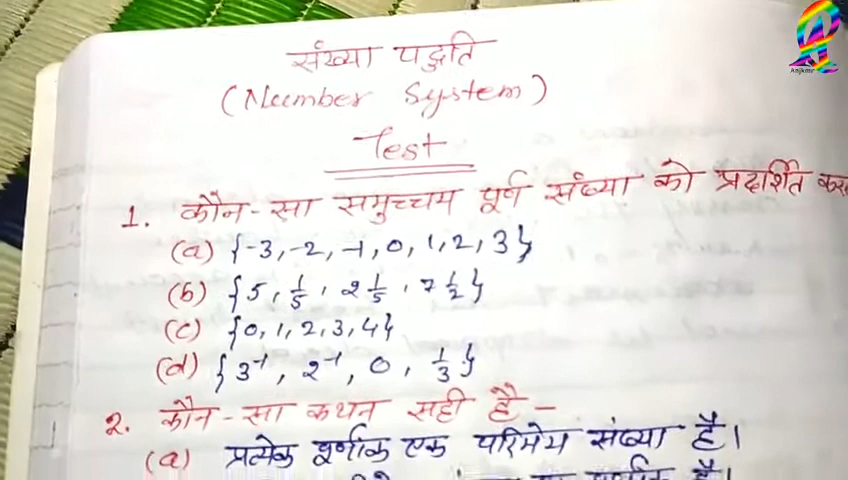 संख्या पद्धति
(Number System)
Test
1. कौन-सा समुच्चय पूर्ण संख्या को प्रदर्शित
(a) {-3, -2, -1, 0, 1, 2, 3}
(b) {5, 1/5, 2 1/5, 7 1/2}
(c) {0, 1, 2, 3, 4}
(d) {3⁻¹, 2⁻¹, 0, 1/3}
2. कौन-सा कथन सही है -
(a) प्रत्येक पूर्णांक एक परिमेय संख्या है।
है।